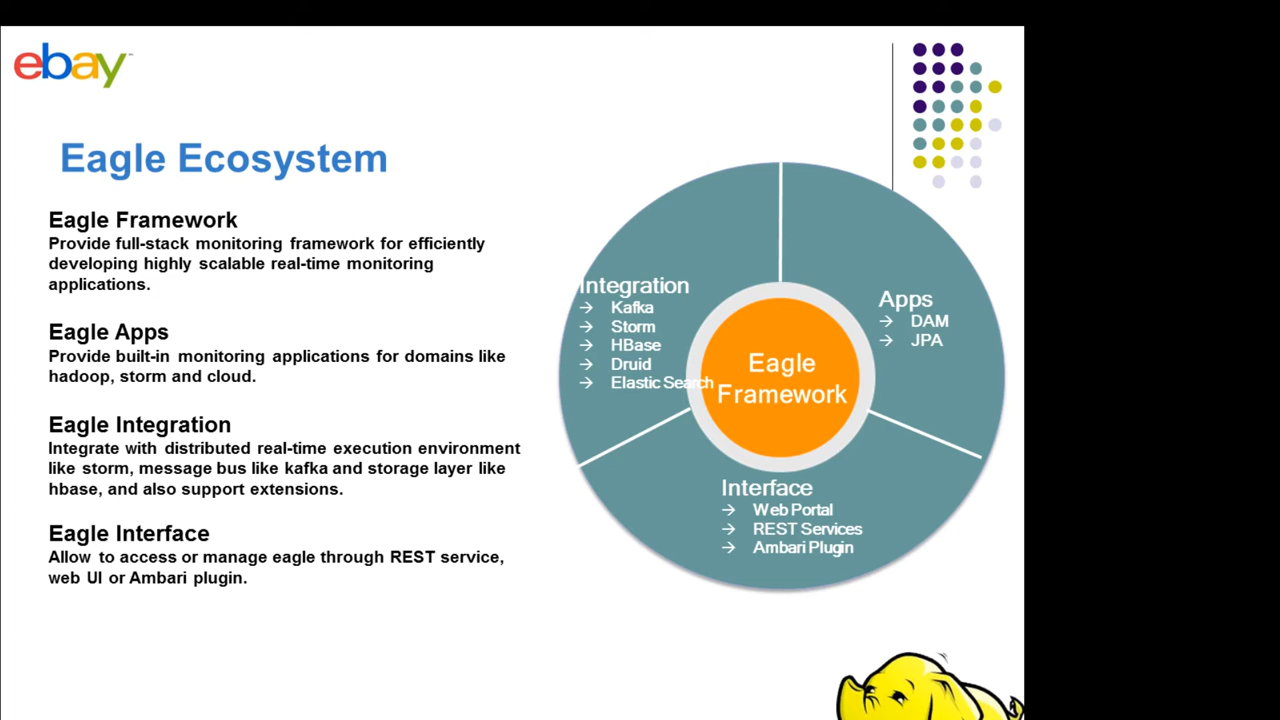 ebay™
Eagle Ecosystem
Eagle Framework
Provide full-stack monitoring framework for efficiently
developing highly scalable real-time monitoring
applications.
Eagle Apps
Provide built-in monitoring applications for domains like
hadoop, storm and cloud.
Eagle Integration
Integrate with distributed real-time execution environment
like storm, message bus like kafka and storage layer like
hbase, and also support extensions.
Eagle Interface
Allow to access or manage eagle through REST service,
web UI or Ambari plugin.
Integration
→ Kafka
→ Storm
→ HBase
→ Druid
→ Elastic Search
Eagle
Framework
Apps
→ DAM
→ JPA
Interface
→ Web Portal
→ REST Services
→ Ambari Plugin